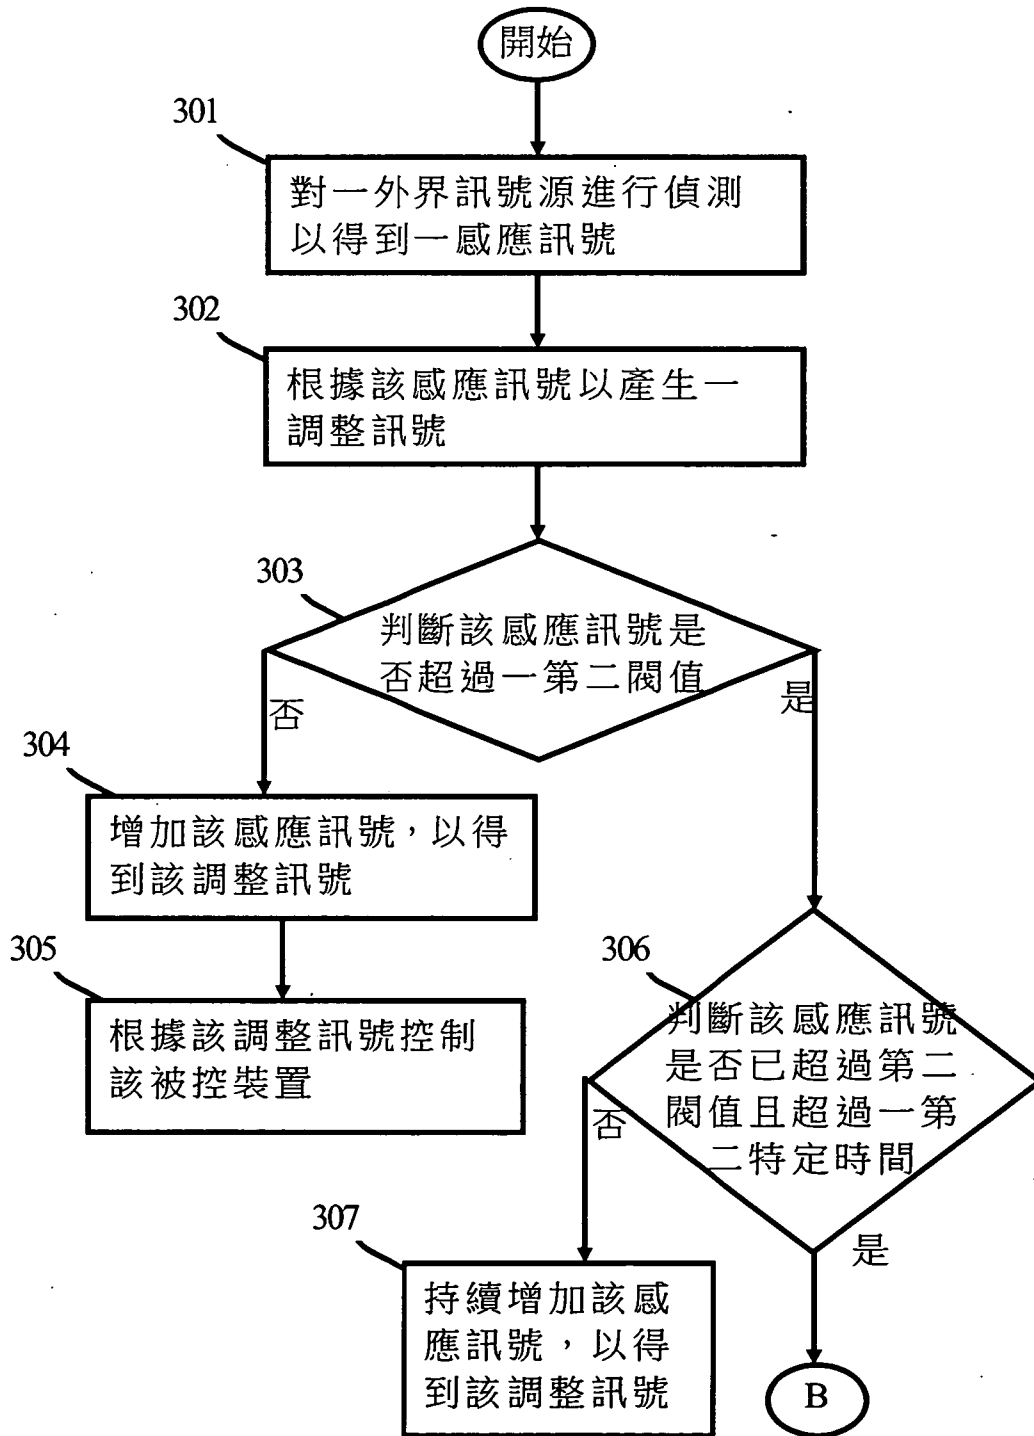 開始
301
對一外界訊號源進行偵測
以得到一感應訊號
302
根據該感應訊號以產生一
調整訊號
303
判斷該感應訊號是
否超過一第二閥值
否
是
304
增加該感應訊號，以得
到該調整訊號
305
根據該調整訊號控制
該被控裝置
306
判斷該感應訊號
是否已超過第二
閥值且超過一第
二特定時間
否
是
307
持續增加該感
應訊號，以得
到該調整訊號
B